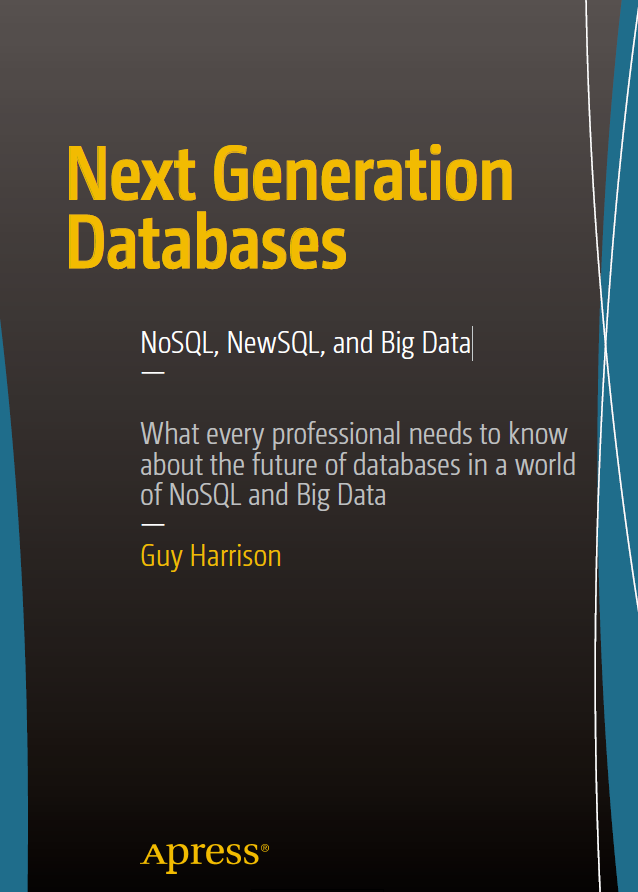 Next Generation
Databases
NoSQL, NewSQL, and Big Data
—
What every professional needs to know
about the future of databases in a world
of NoSQL and Big Data
—
Guy Harrison
Apress®